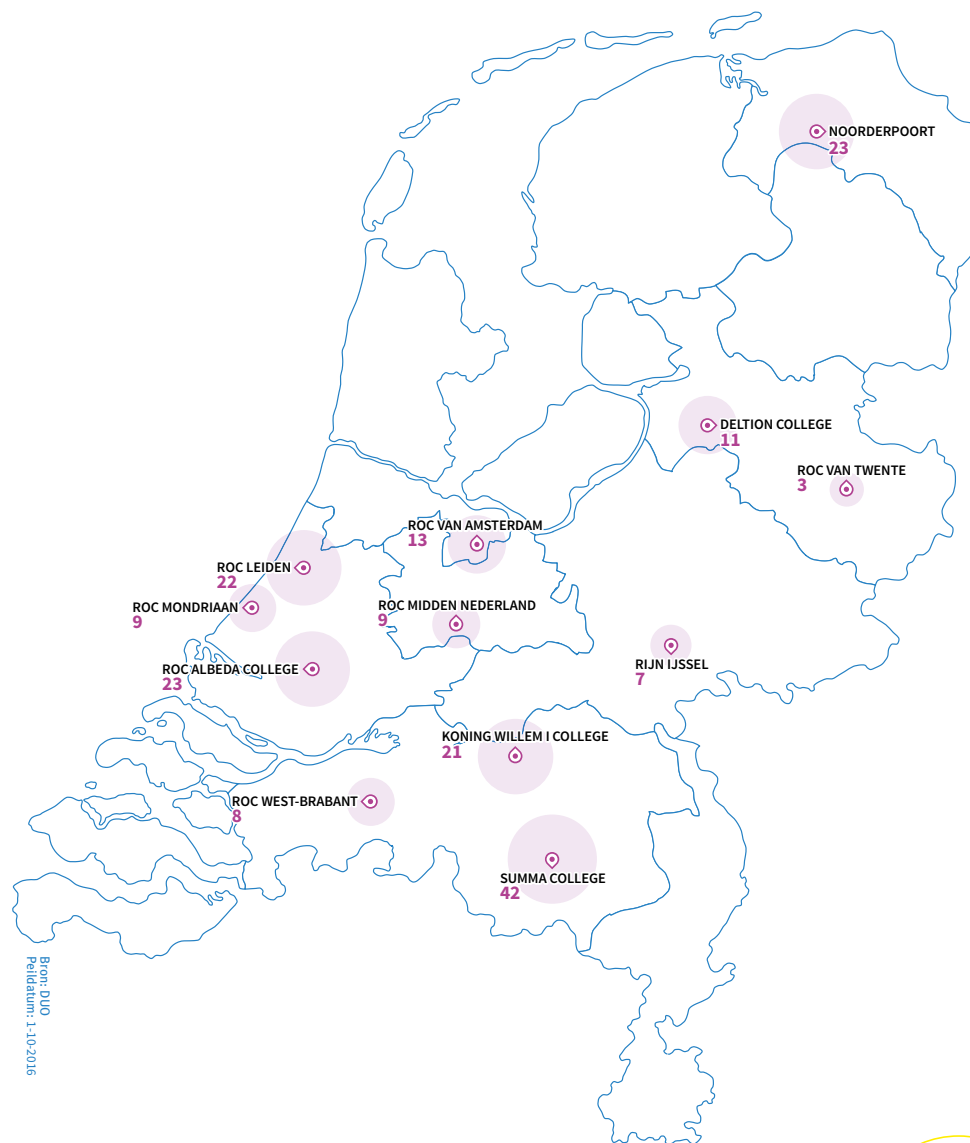 NOORDERPOORT
23
DELTION COLLEGE
11
ROC VAN TWENTE
3
ROC VAN AMSTERDAM
13
ROC LEIDEN
22
ROC MONDRIAAN
9
ROC MIDDEN NEDERLAND
9
RIJN IJSSEL
7
ROC ALBEDA COLLEGE
23
KONING WILLEM I COLLEGE
21
ROC WEST-BRABANT
8
SUMMA COLLEGE
42
Bron: DUO
Peildatum: 1-10-2016